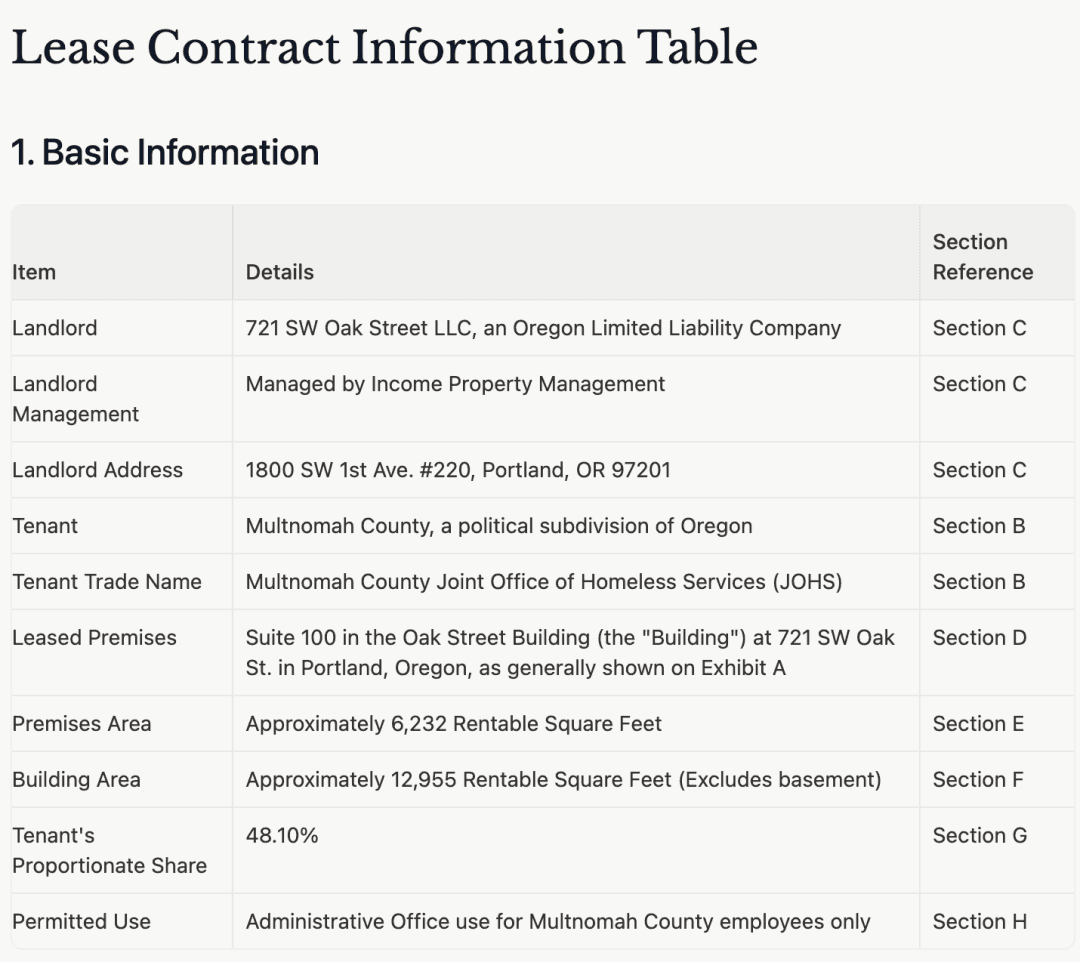 Lease Contract Information Table
1. Basic Information
Item Details Section
Reference
Landlord 721 SW Oak Street LLC, an Oregon Limited Liability Company Section C
Landlord Managed by Income Property Management Section C
Management
Landlord Address 1800 SW 1st Ave. #220, Portland, OR 97201 Section C
Tenant Multnomah County, a political subdivision of Oregon Section B
Tenant Trade Name Multnomah County Joint Office of Homeless Services (JOHS) Section B
Leased Premises Suite 100 in the Oak Street Building (the "Building") at 721 SW Oak Section D
St. in Portland, Oregon, as generally shown on Exhibit A
Premises Area Approximately 6,232 Rentable Square Feet Section E
Building Area Approximately 12,955 Rentable Square Feet (Excludes basement) Section F
Tenant's 48.10% Section G
Proportionate Share
Permitted Use Administrative Office use for Multnomah County employees only Section H